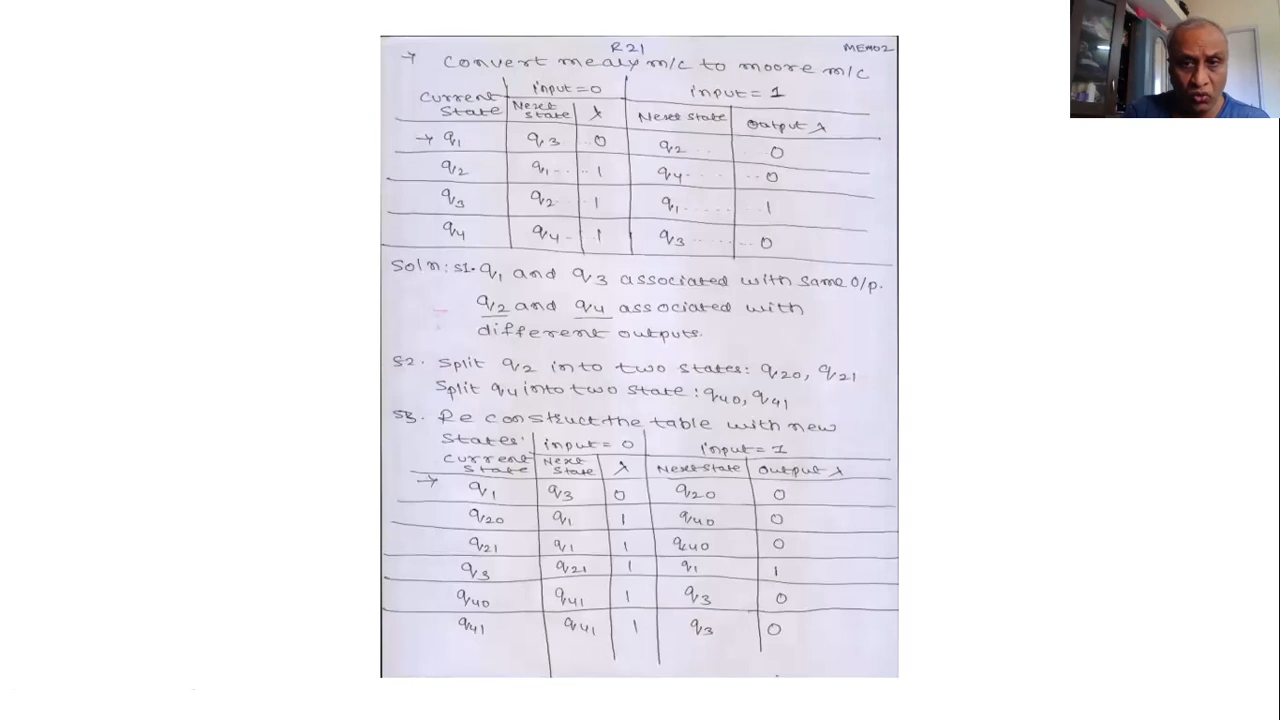 R21 MEMO2
→ Convert mealy m/c to moore m/c
Current State | input = 0 | input = 1
Next State | λ | Next State | Output λ
→ q1 | q3 | 0 | q2 | 0
q2 | q1 | 1 | q4 | 0
q3 | q2 | 1 | q1 | 1
q4 | q4 | 1 | q3 | 0
Soln: S1. q1 and q3 associated with same O/p.
q2 and q4 associated with
different outputs.
S2. Split q2 into two states: q20, q21
Split q4 into two state: q40, q41
S3. Re construct the table with new
States: | input = 0 | input = 1
Current State | Next State | λ | Next State | Output λ
→ q1 | q3 | 0 | q20 | 0
q20 | q1 | 1 | q40 | 0
q21 | q1 | 1 | q40 | 0
q3 | q21 | 1 | q1 | 1
q40 | q41 | 1 | q3 | 0
q41 | q41 | 1 | q3 | 0